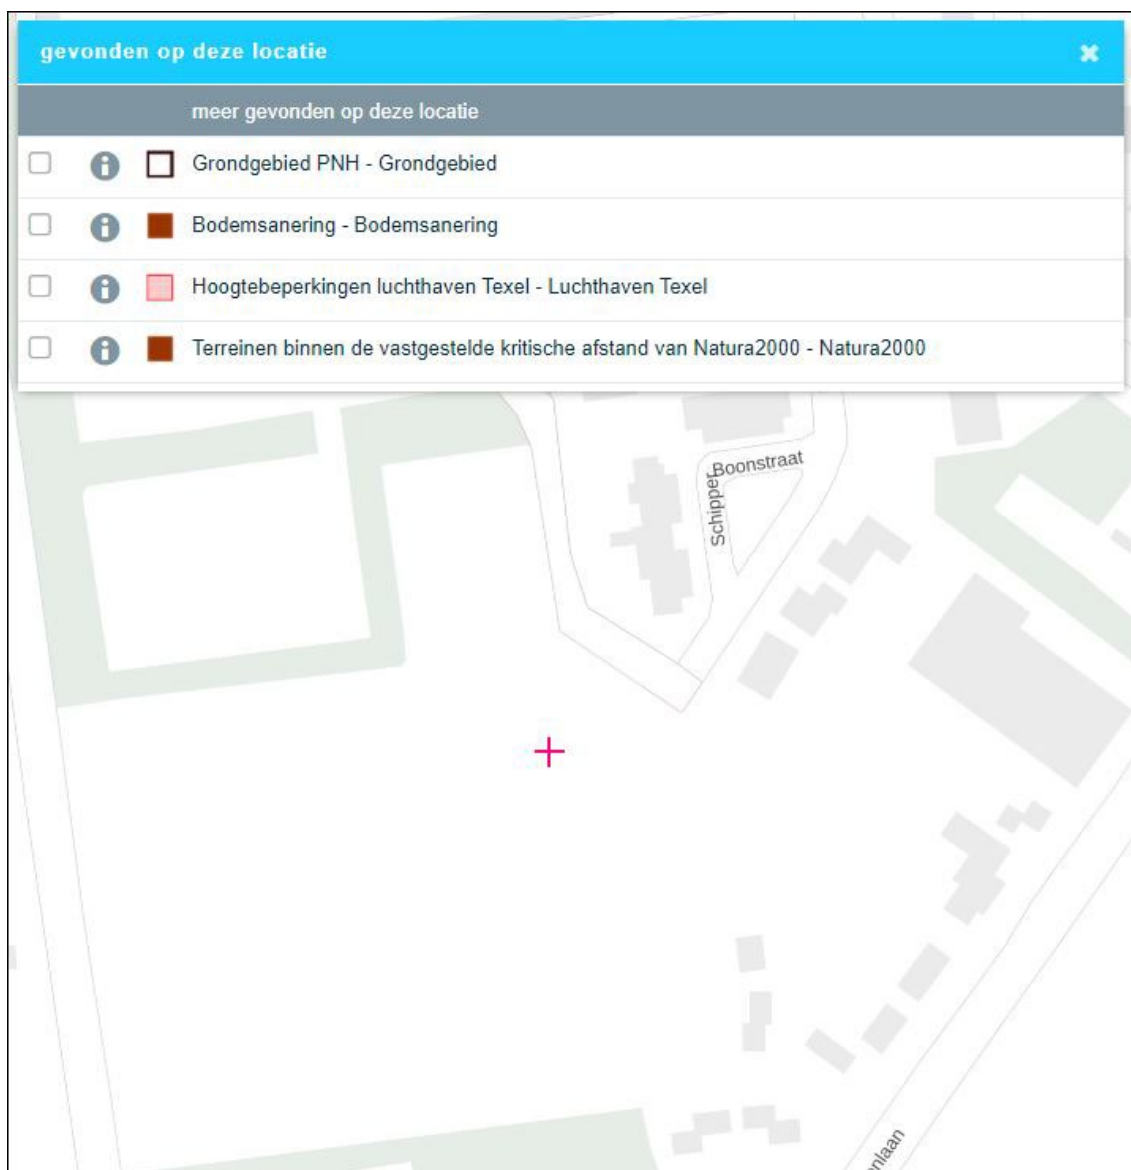 gevonden op deze locatie
meer gevonden op deze locatie
Grondgebied PNH - Grondgebied
Bodemsanering - Bodemsanering
Hoogtebeperkingen luchthaven Texel - Luchthaven Texel
Terreinen binnen de vastgestelde kritische afstand van Natura2000 - Natura2000
Schipper
Boonstraat
nlaan